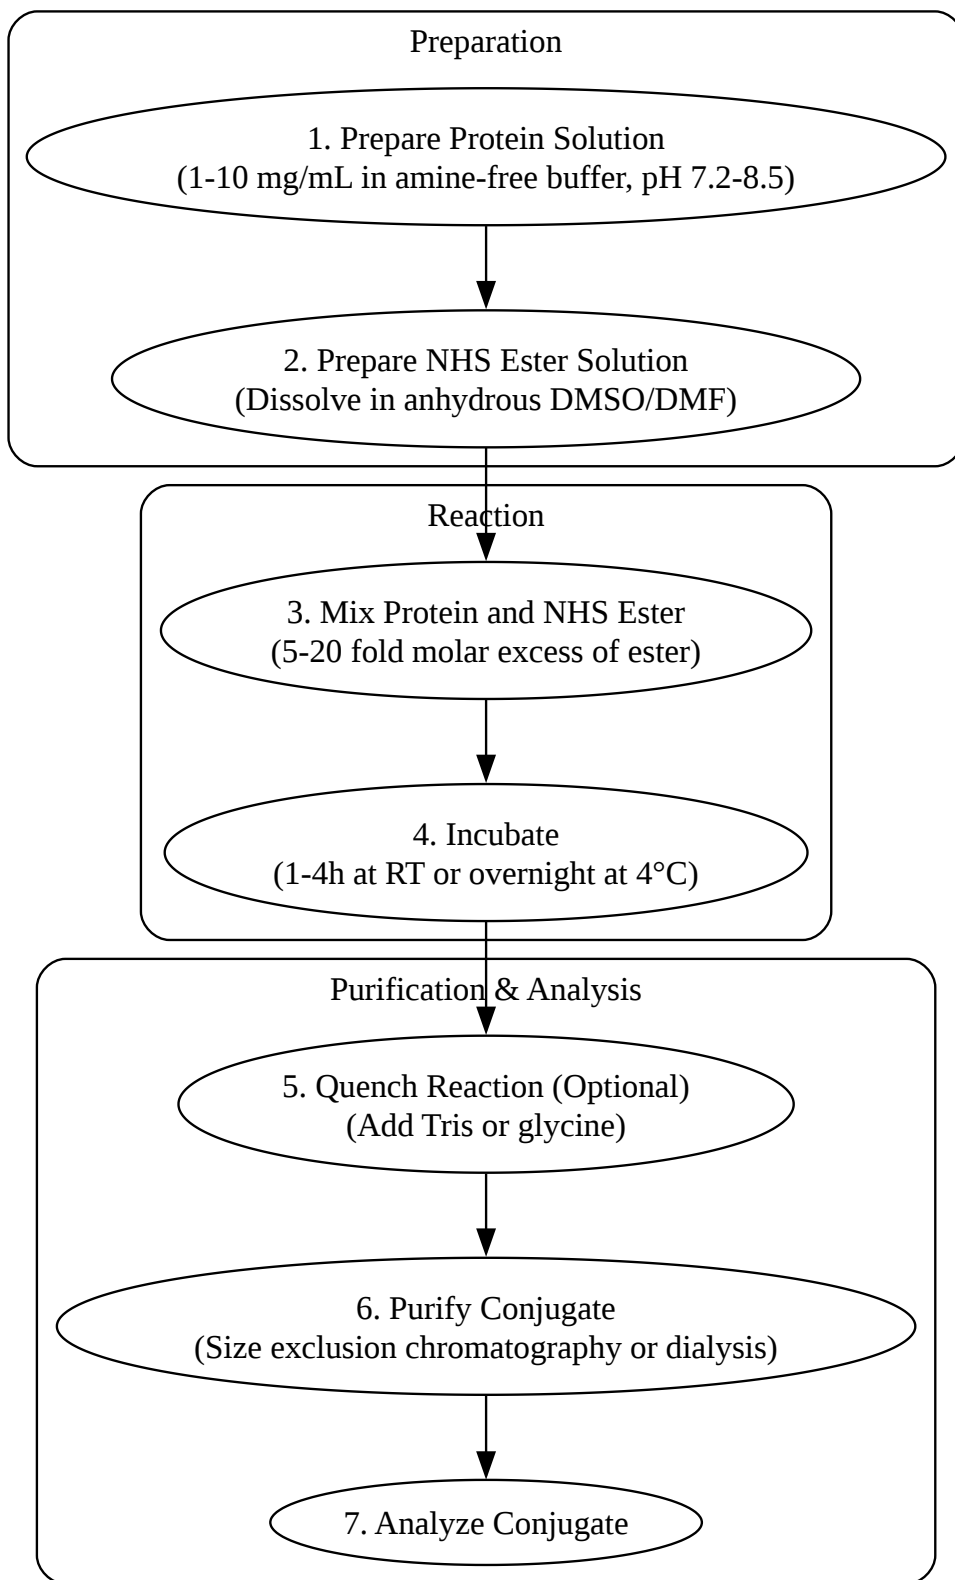 Preparation
1. Prepare Protein Solution
(1-10 mg/mL in amine-free buffer, pH 7.2-8.5)
2. Prepare NHS Ester Solution
(Dissolve in anhydrous DMSO/DMF)
Reaction
3. Mix Protein and NHS Ester
(5-20 fold molar excess of ester)
4. Incubate
(1-4h at RT or overnight at 4°C)
Purification & Analysis
5. Quench Reaction (Optional)
(Add Tris or glycine)
6. Purify Conjugate
(Size exclusion chromatography or dialysis)
7. Analyze Conjugate